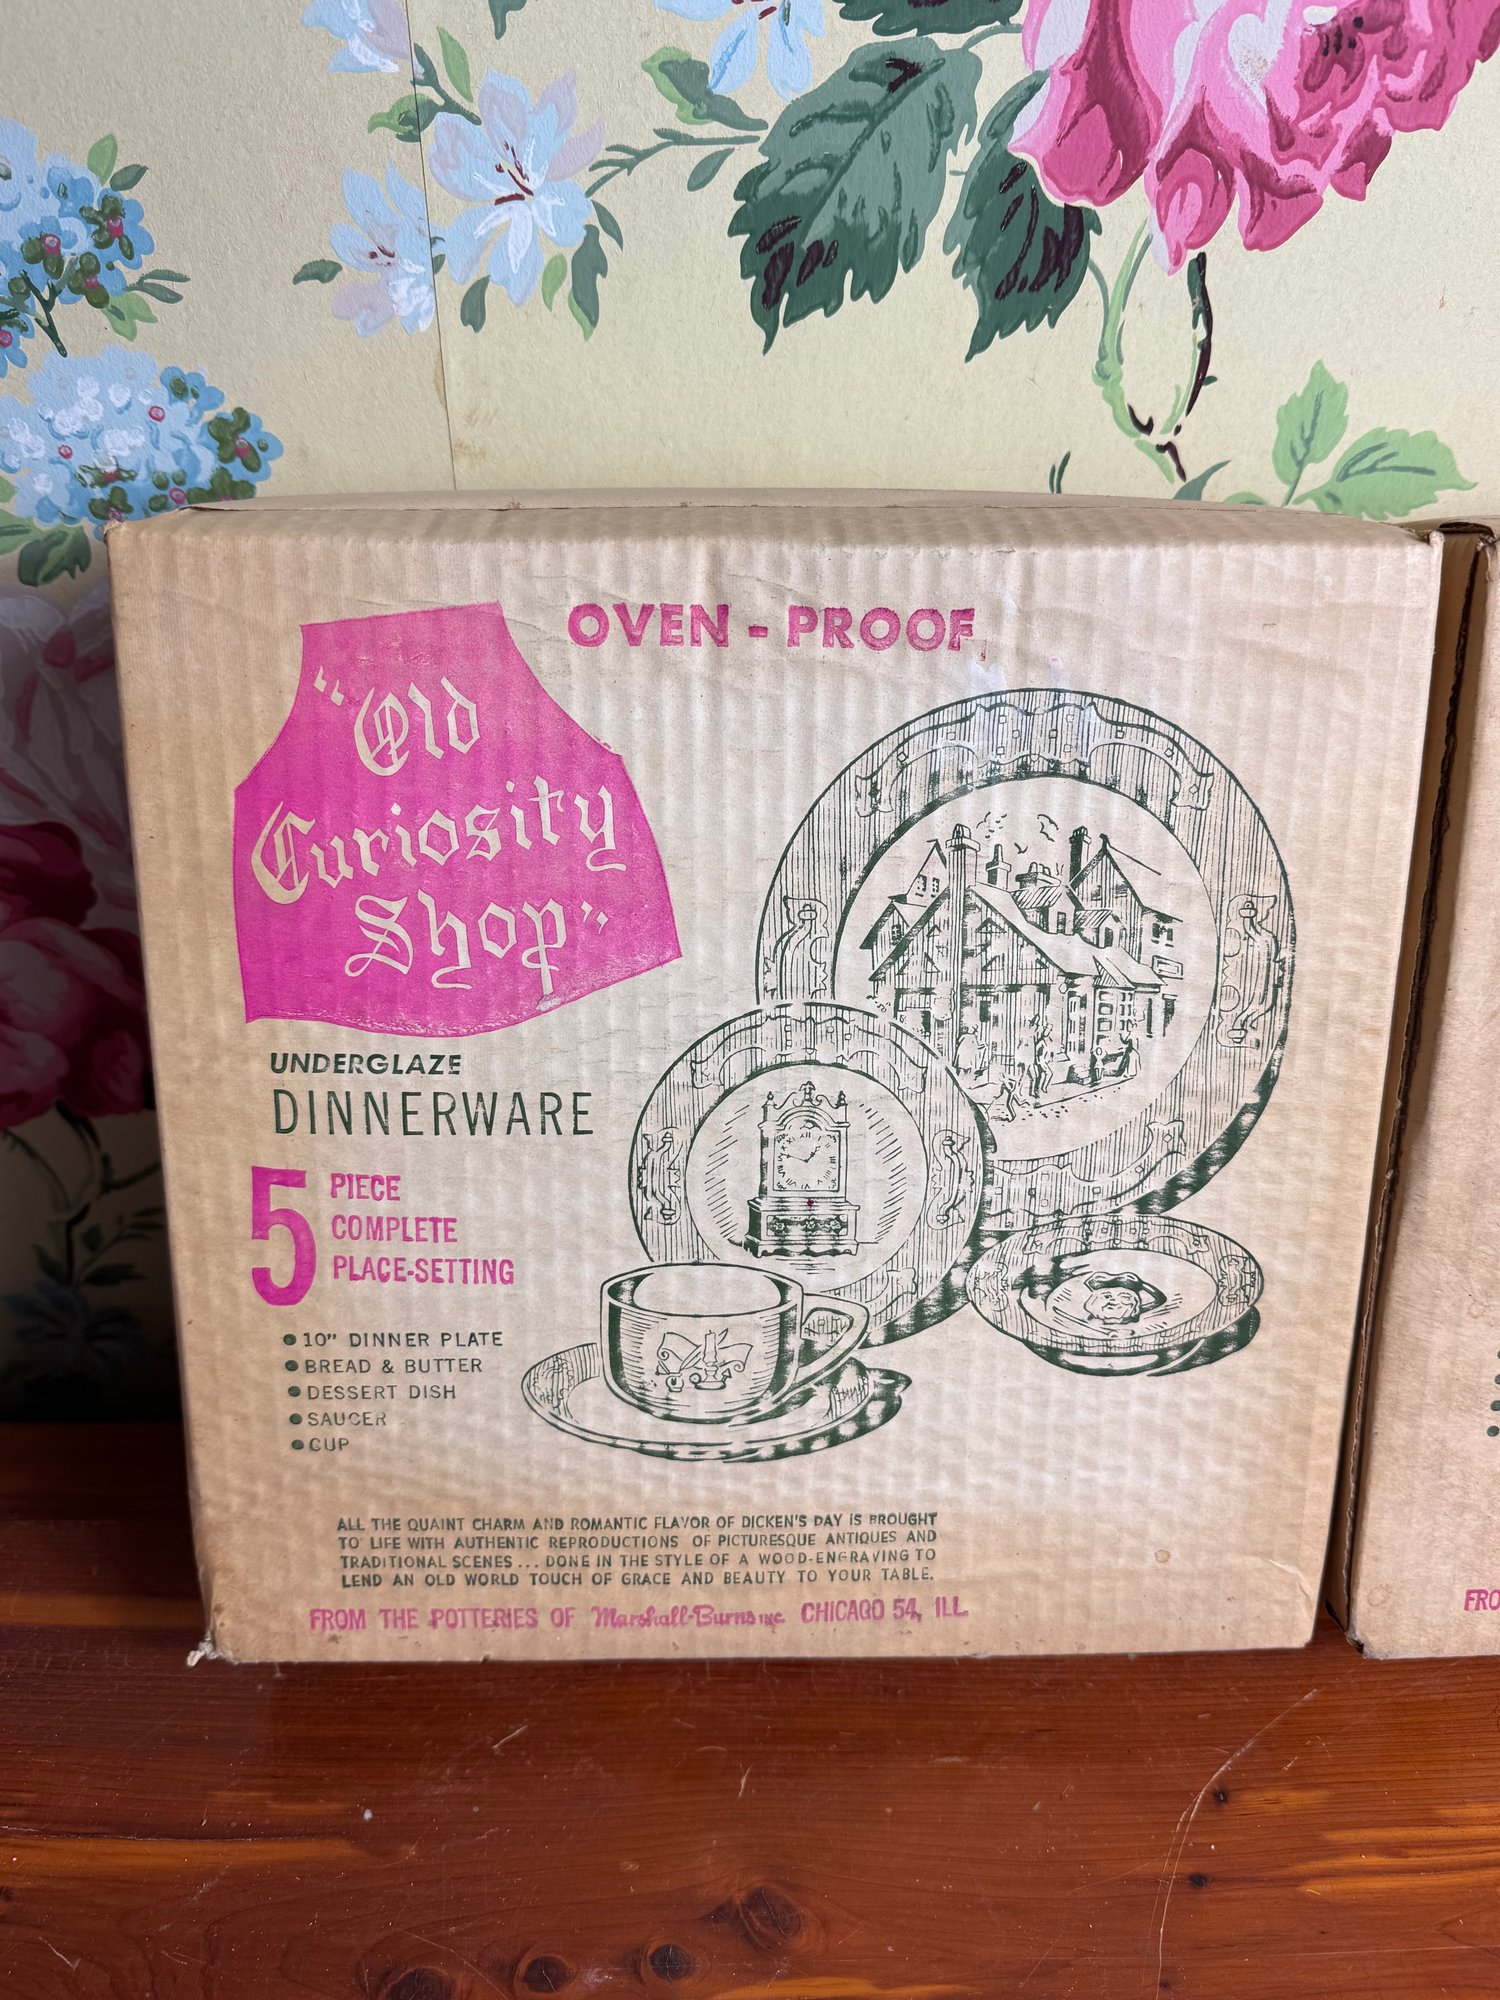 OVEN-PROOF
"Old
Curiosity
Shop"
UNDERGLAZE
DINNERWARE
5 PIECE
COMPLETE
PLACE-SETTING
● 10" DINNER PLATE
● BREAD & BUTTER
● DESSERT DISH
● SAUCER
● CUP
ALL THE QUAINT CHARM AND ROMANTIC FLAVOR OF DICKEN'S DAY IS BROUGHT
TO LIFE WITH AUTHENTIC REPRODUCTIONS OF PICTURESQUE ANTIQUES AND
TRADITIONAL SCENES... DONE IN THE STYLE OF A WOOD-ENGRAVING TO
LEND AN OLD WORLD TOUCH OF GRACE AND BEAUTY TO YOUR TABLE.
FROM THE POTTERIES OF Marshall-Burns INC. CHICAGO 54, ILL.
FRO